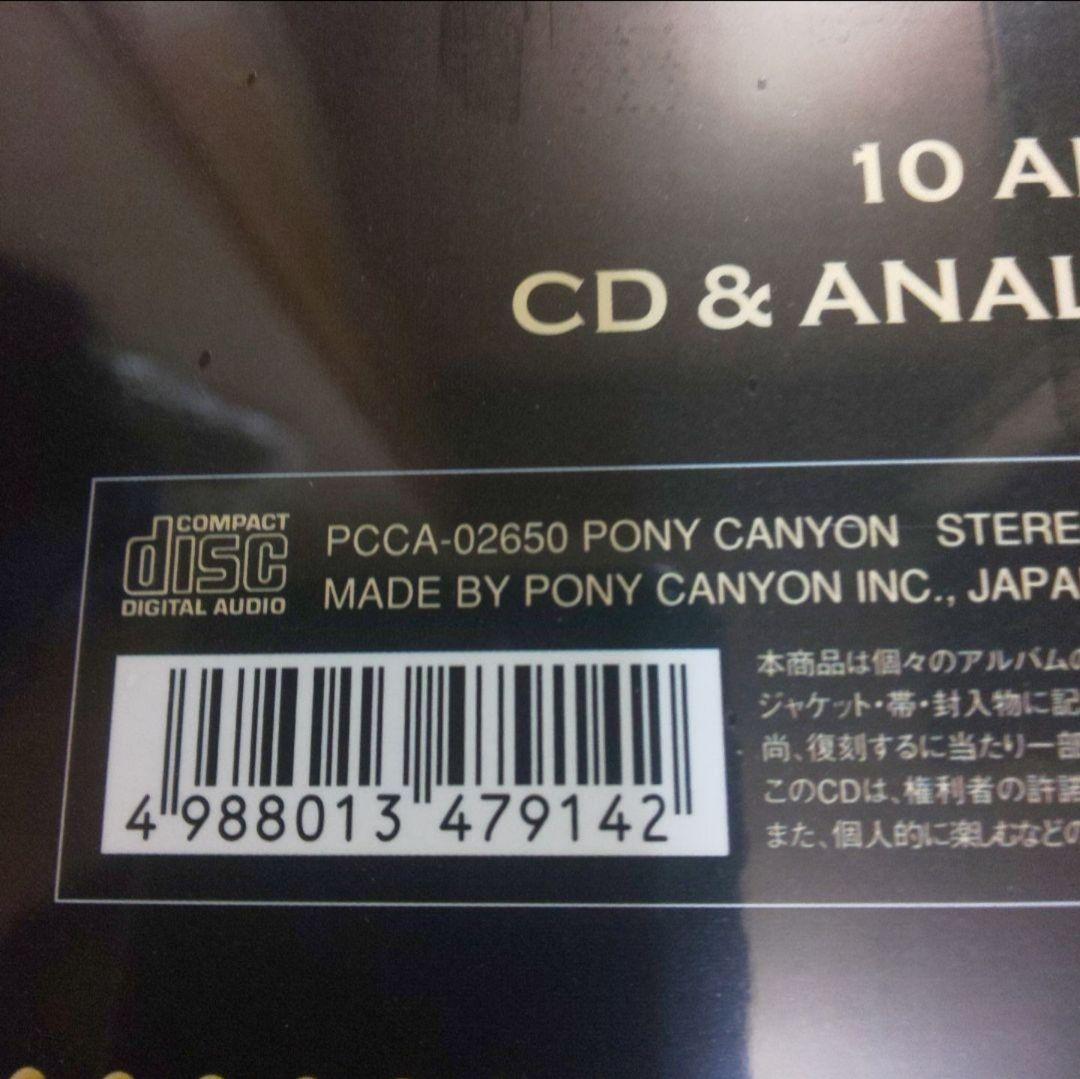 10 A
CD & ANAL
COMPACT
disc
DIGITAL AUDIO
PCCA-02650 PONY CANYON STERE
MADE BY PONY CANYON INC., JAPA
4 988013 479142
本商品は個々のアルバムの
ジャケット・帯・封入物に記
尚、復刻するに当たり一部
このCDは、権利者の許諾
また、個人的に楽しむなどの